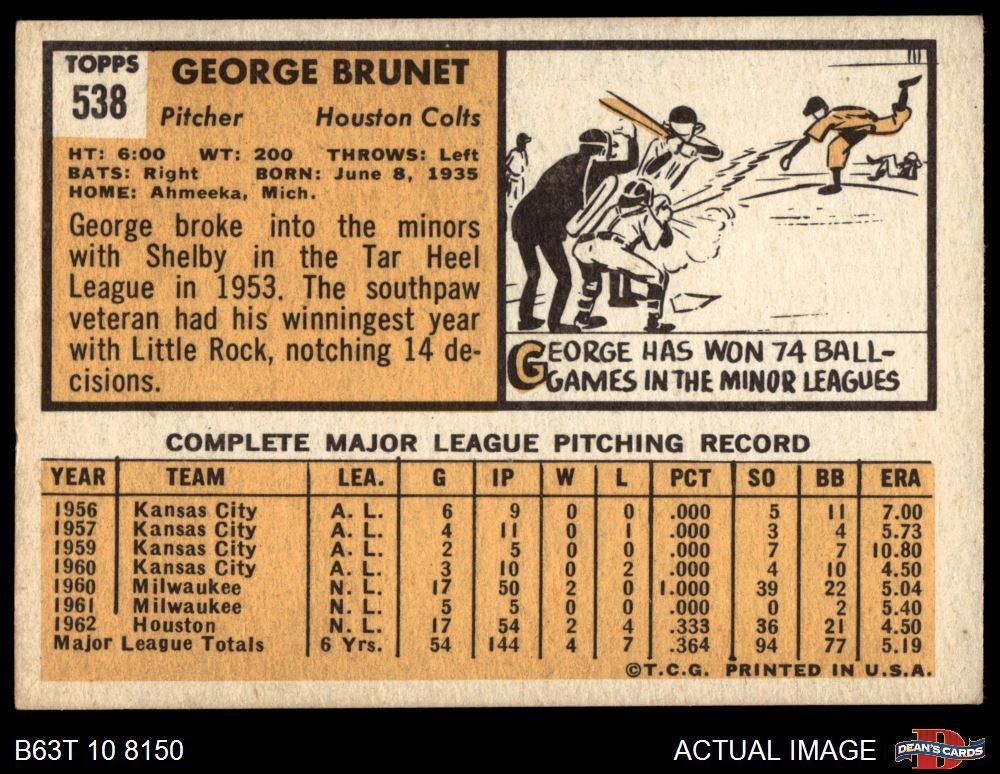 TOPPS
538
GEORGE BRUNET
Pitcher Houston Colts
HT: 6:00 WT: 200 THROWS: Left
BATS: Right BORN: June 8, 1935
HOME: Ahmeeka, Mich.
George broke into the minors
with Shelby in the Tar Heel
League in 1953. The southpaw
veteran had his winningest year
with Little Rock, notching 14 de-
cisions.
GEORGE HAS WON 74 BALL-
GAMES IN THE MINOR LEAGUES
COMPLETE MAJOR LEAGUE PITCHING RECORD
YEAR TEAM LEA. G IP W L PCT SO BB ERA
1956 Kansas City A. L. 6 9 0 0 .000 5 11 7.00
1957 Kansas City A. L. 4 11 0 1 .000 3 4 5.73
1959 Kansas City A. L. 2 5 0 0 .000 7 7 10.80
1960 Kansas City A. L. 3 10 0 2 .000 4 10 4.50
1960 Milwaukee N. L. 17 50 2 0 1.000 39 22 5.04
1961 Milwaukee N. L. 5 5 0 0 .000 0 2 5.40
1962 Houston N. L. 17 54 2 4 .333 36 21 4.50
Major League Totals 6 Yrs. 54 144 4 7 .364 94 77 5.19
©T.C.G. PRINTED IN U.S.A.
B63T 10 8150
ACTUAL IMAGE
DEAN'S CARDS